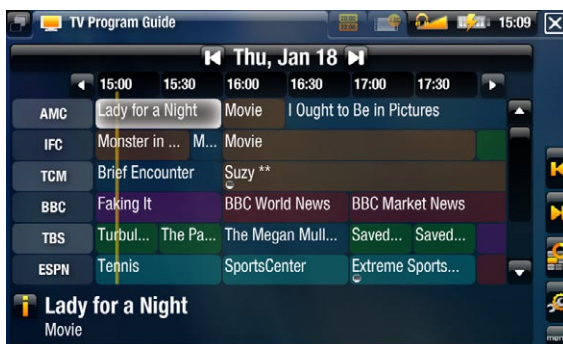 TV Program Guide 15:09
Thu, Jan 18
15:00 15:30 16:00 16:30 17:00 17:30
AMC Lady for a Night Movie I Ought to Be in Pictures
IFC Monster in ... M... Movie
TCM Brief Encounter Suzy **
BBC Faking It BBC World News BBC Market News
TBS Turbul... The Pa... The Megan Mull... Saved... Saved...
ESPN Tennis SportsCenter Extreme Sports...
Lady for a Night
Movie
menu